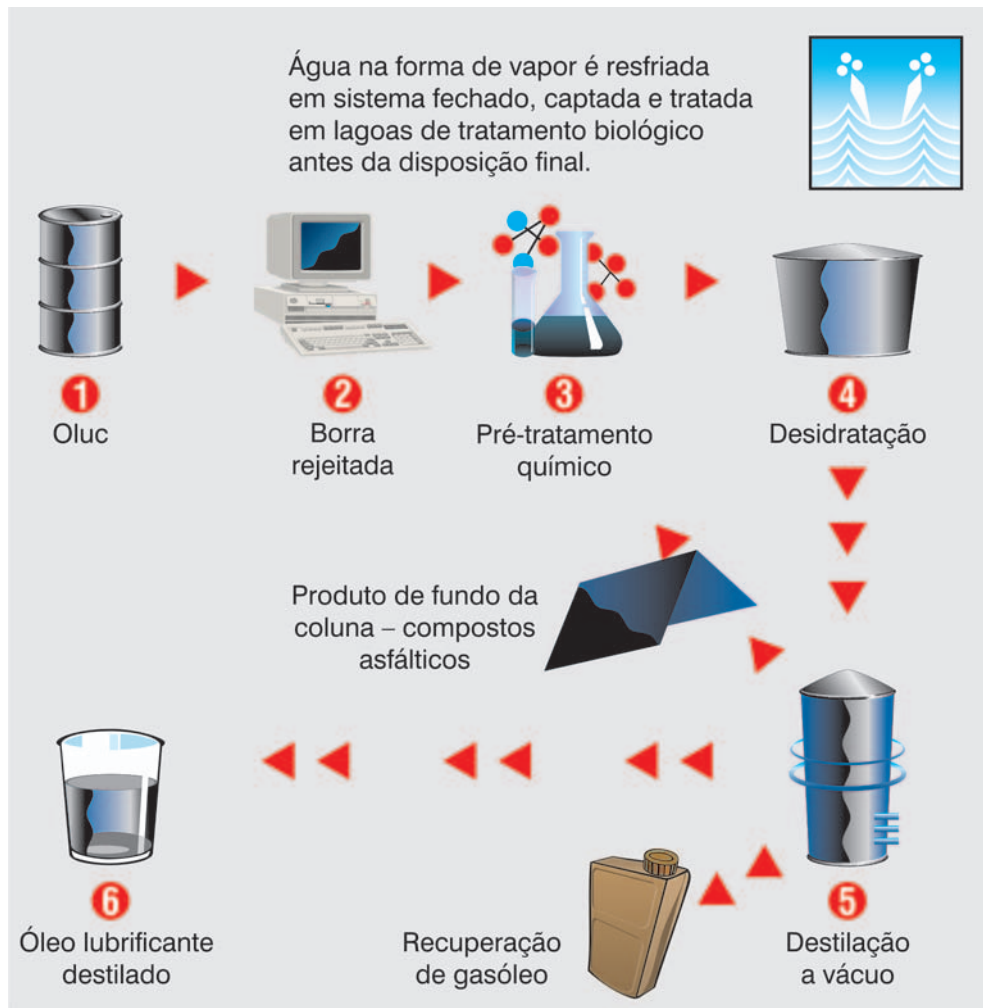 Água na forma de vapor é resfriada
em sistema fechado, captada e tratada
em lagoas de tratamento biológico
antes da disposição final.
1
Oluc
2
Borra
rejeitada
3
Pré-tratamento
químico
4
Desidratação
Produto de fundo da
coluna – compostos
asfálticos
6
Óleo lubrificante
destilado
Recuperação
de gasóleo
5
Destilação
a vácuo